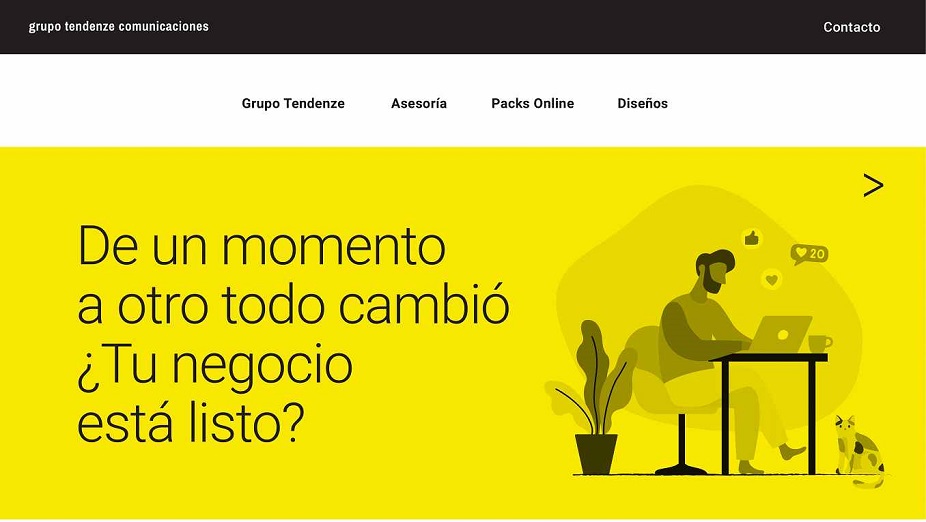 grupo tendenze comunicaciones
Contacto
Grupo Tendenze Asesoría Packs Online Diseños
>
De un momento
a otro todo cambió
¿Tu negocio
está listo?
20